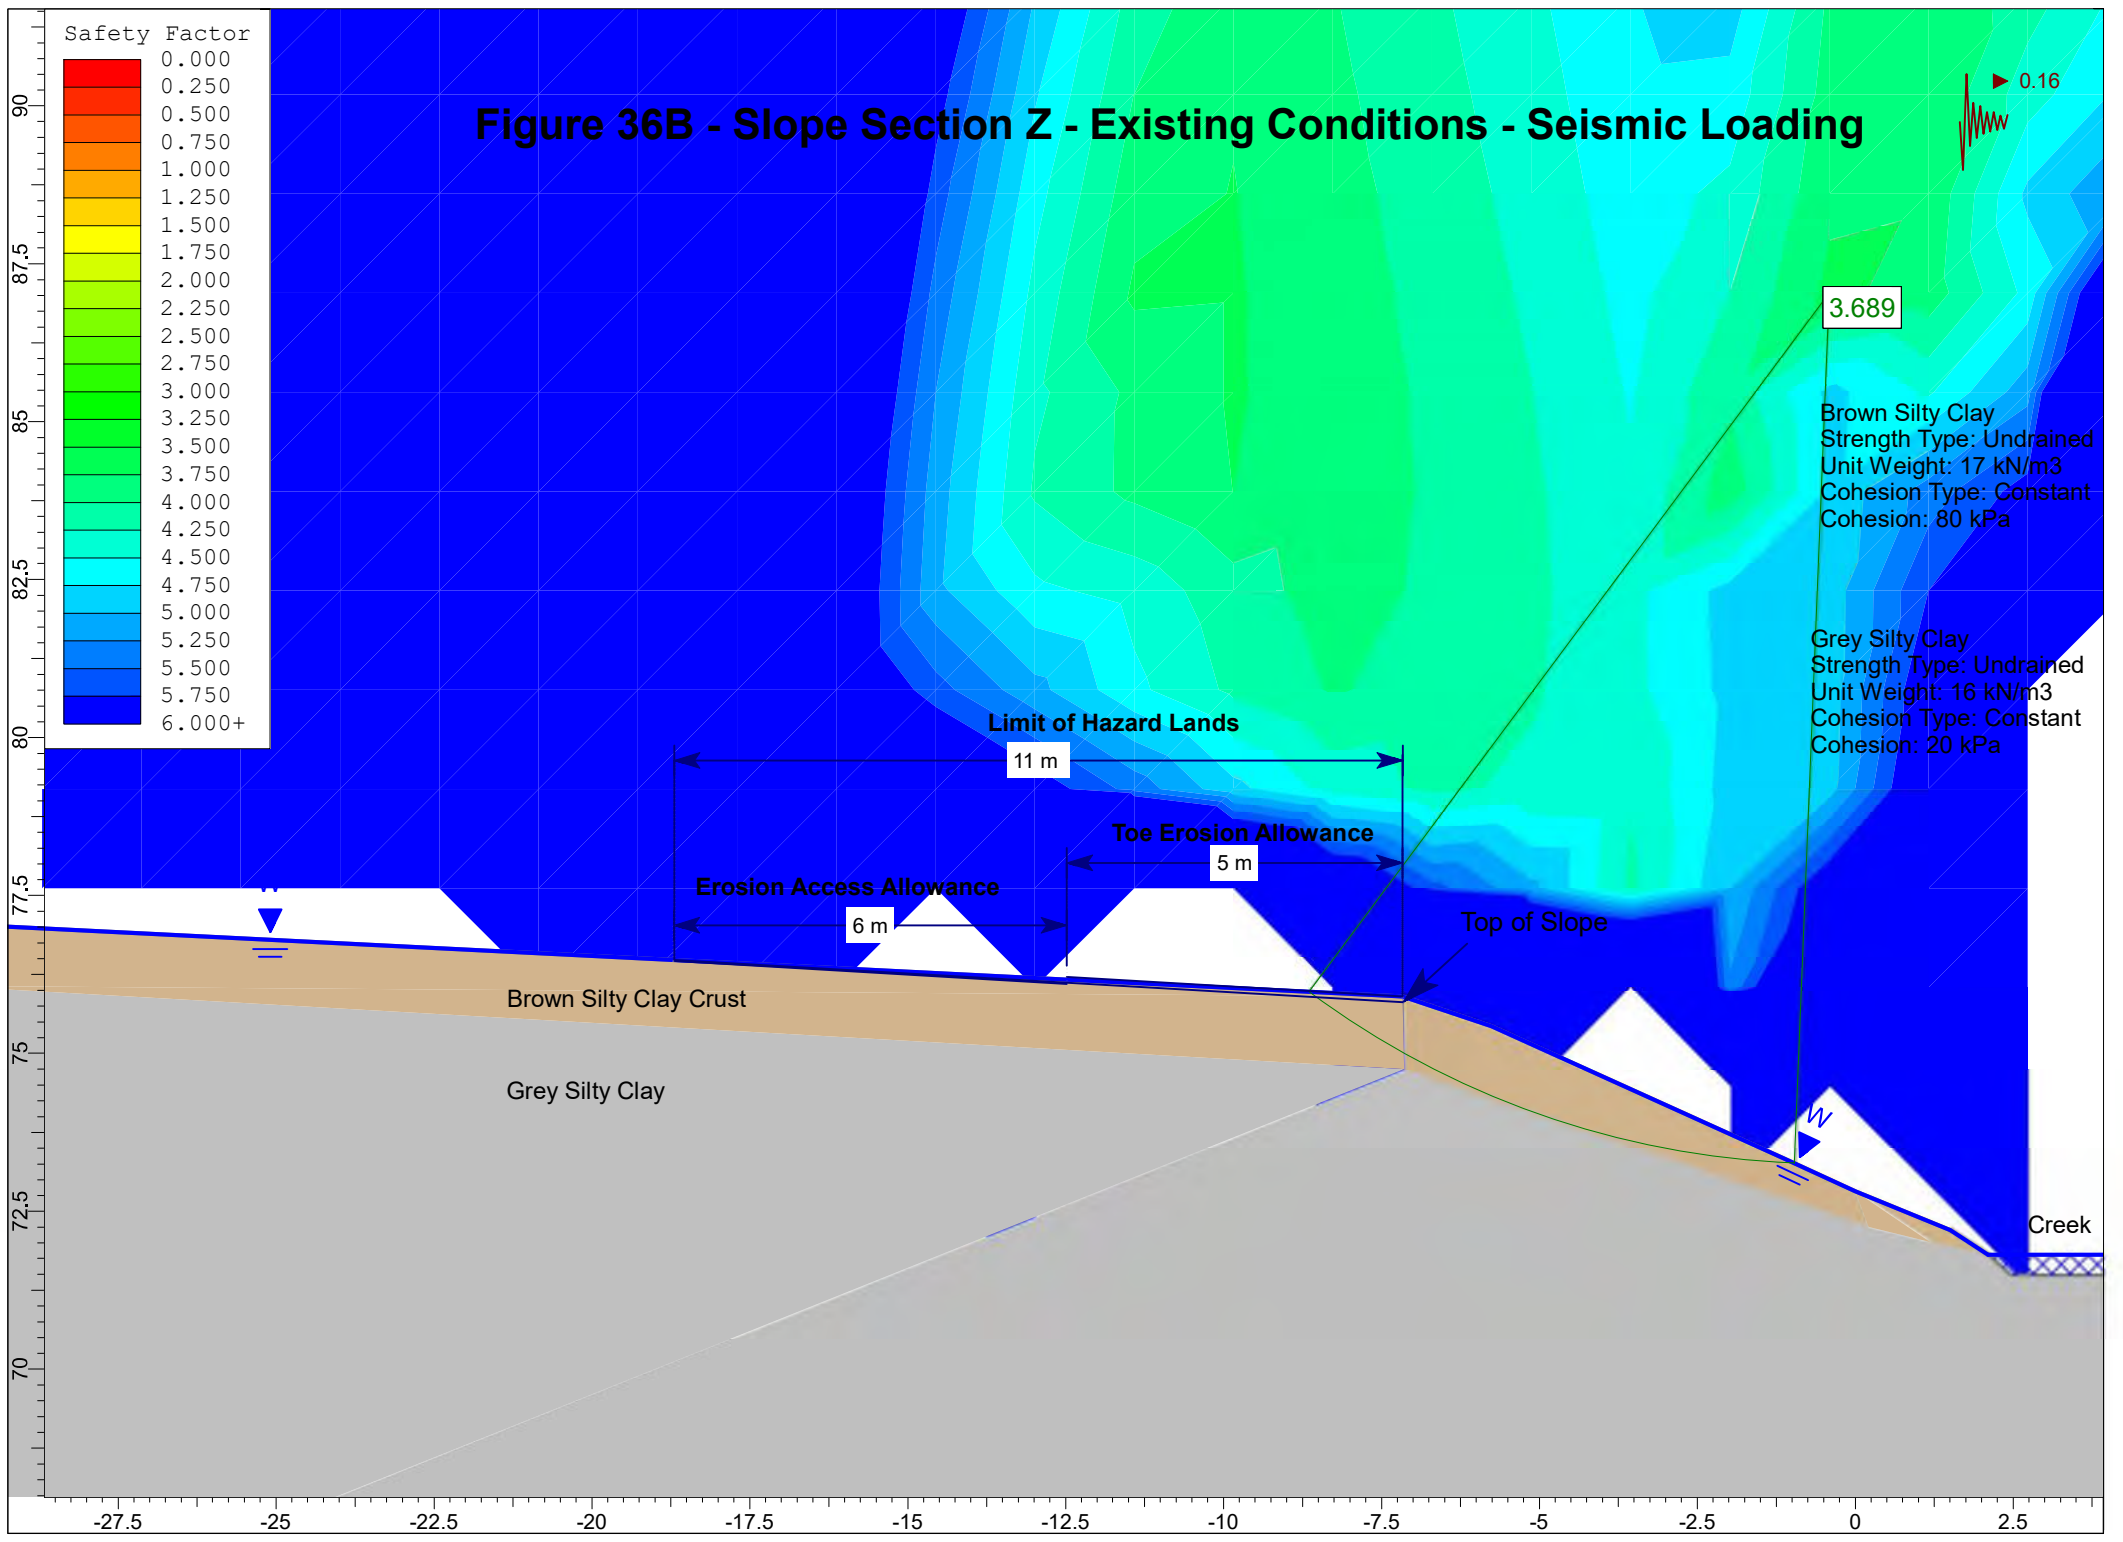 Safety Factor
0.000
0.250
0.500
0.750
1.000
1.250
1.500
1.750
2.000
2.250
2.500
2.750
3.000
3.250
3.500
3.750
4.000
4.250
4.500
4.750
5.000
5.250
5.500
5.750
6.000+
Figure 36B - Slope Section Z - Existing Conditions - Seismic Loading
0.16
3.689
Brown Silty Clay
Strength Type: Undrained
Unit Weight: 17 kN/m3
Cohesion Type: Constant
Cohesion: 80 kPa
Grey Silty Clay
Strength Type: Undrained
Unit Weight: 16 kN/m3
Cohesion Type: Constant
Cohesion: 20 kPa
Limit of Hazard Lands
11 m
Toe Erosion Allowance
5 m
Erosion Access Allowance
6 m
Top of Slope
W
Brown Silty Clay Crust
Grey Silty Clay
W
Creek
90
87.5
85
82.5
80
77.5
75
72.5
70
-27.5 -25 -22.5 -20 -17.5 -15 -12.5 -10 -7.5 -5 -2.5 0 2.5